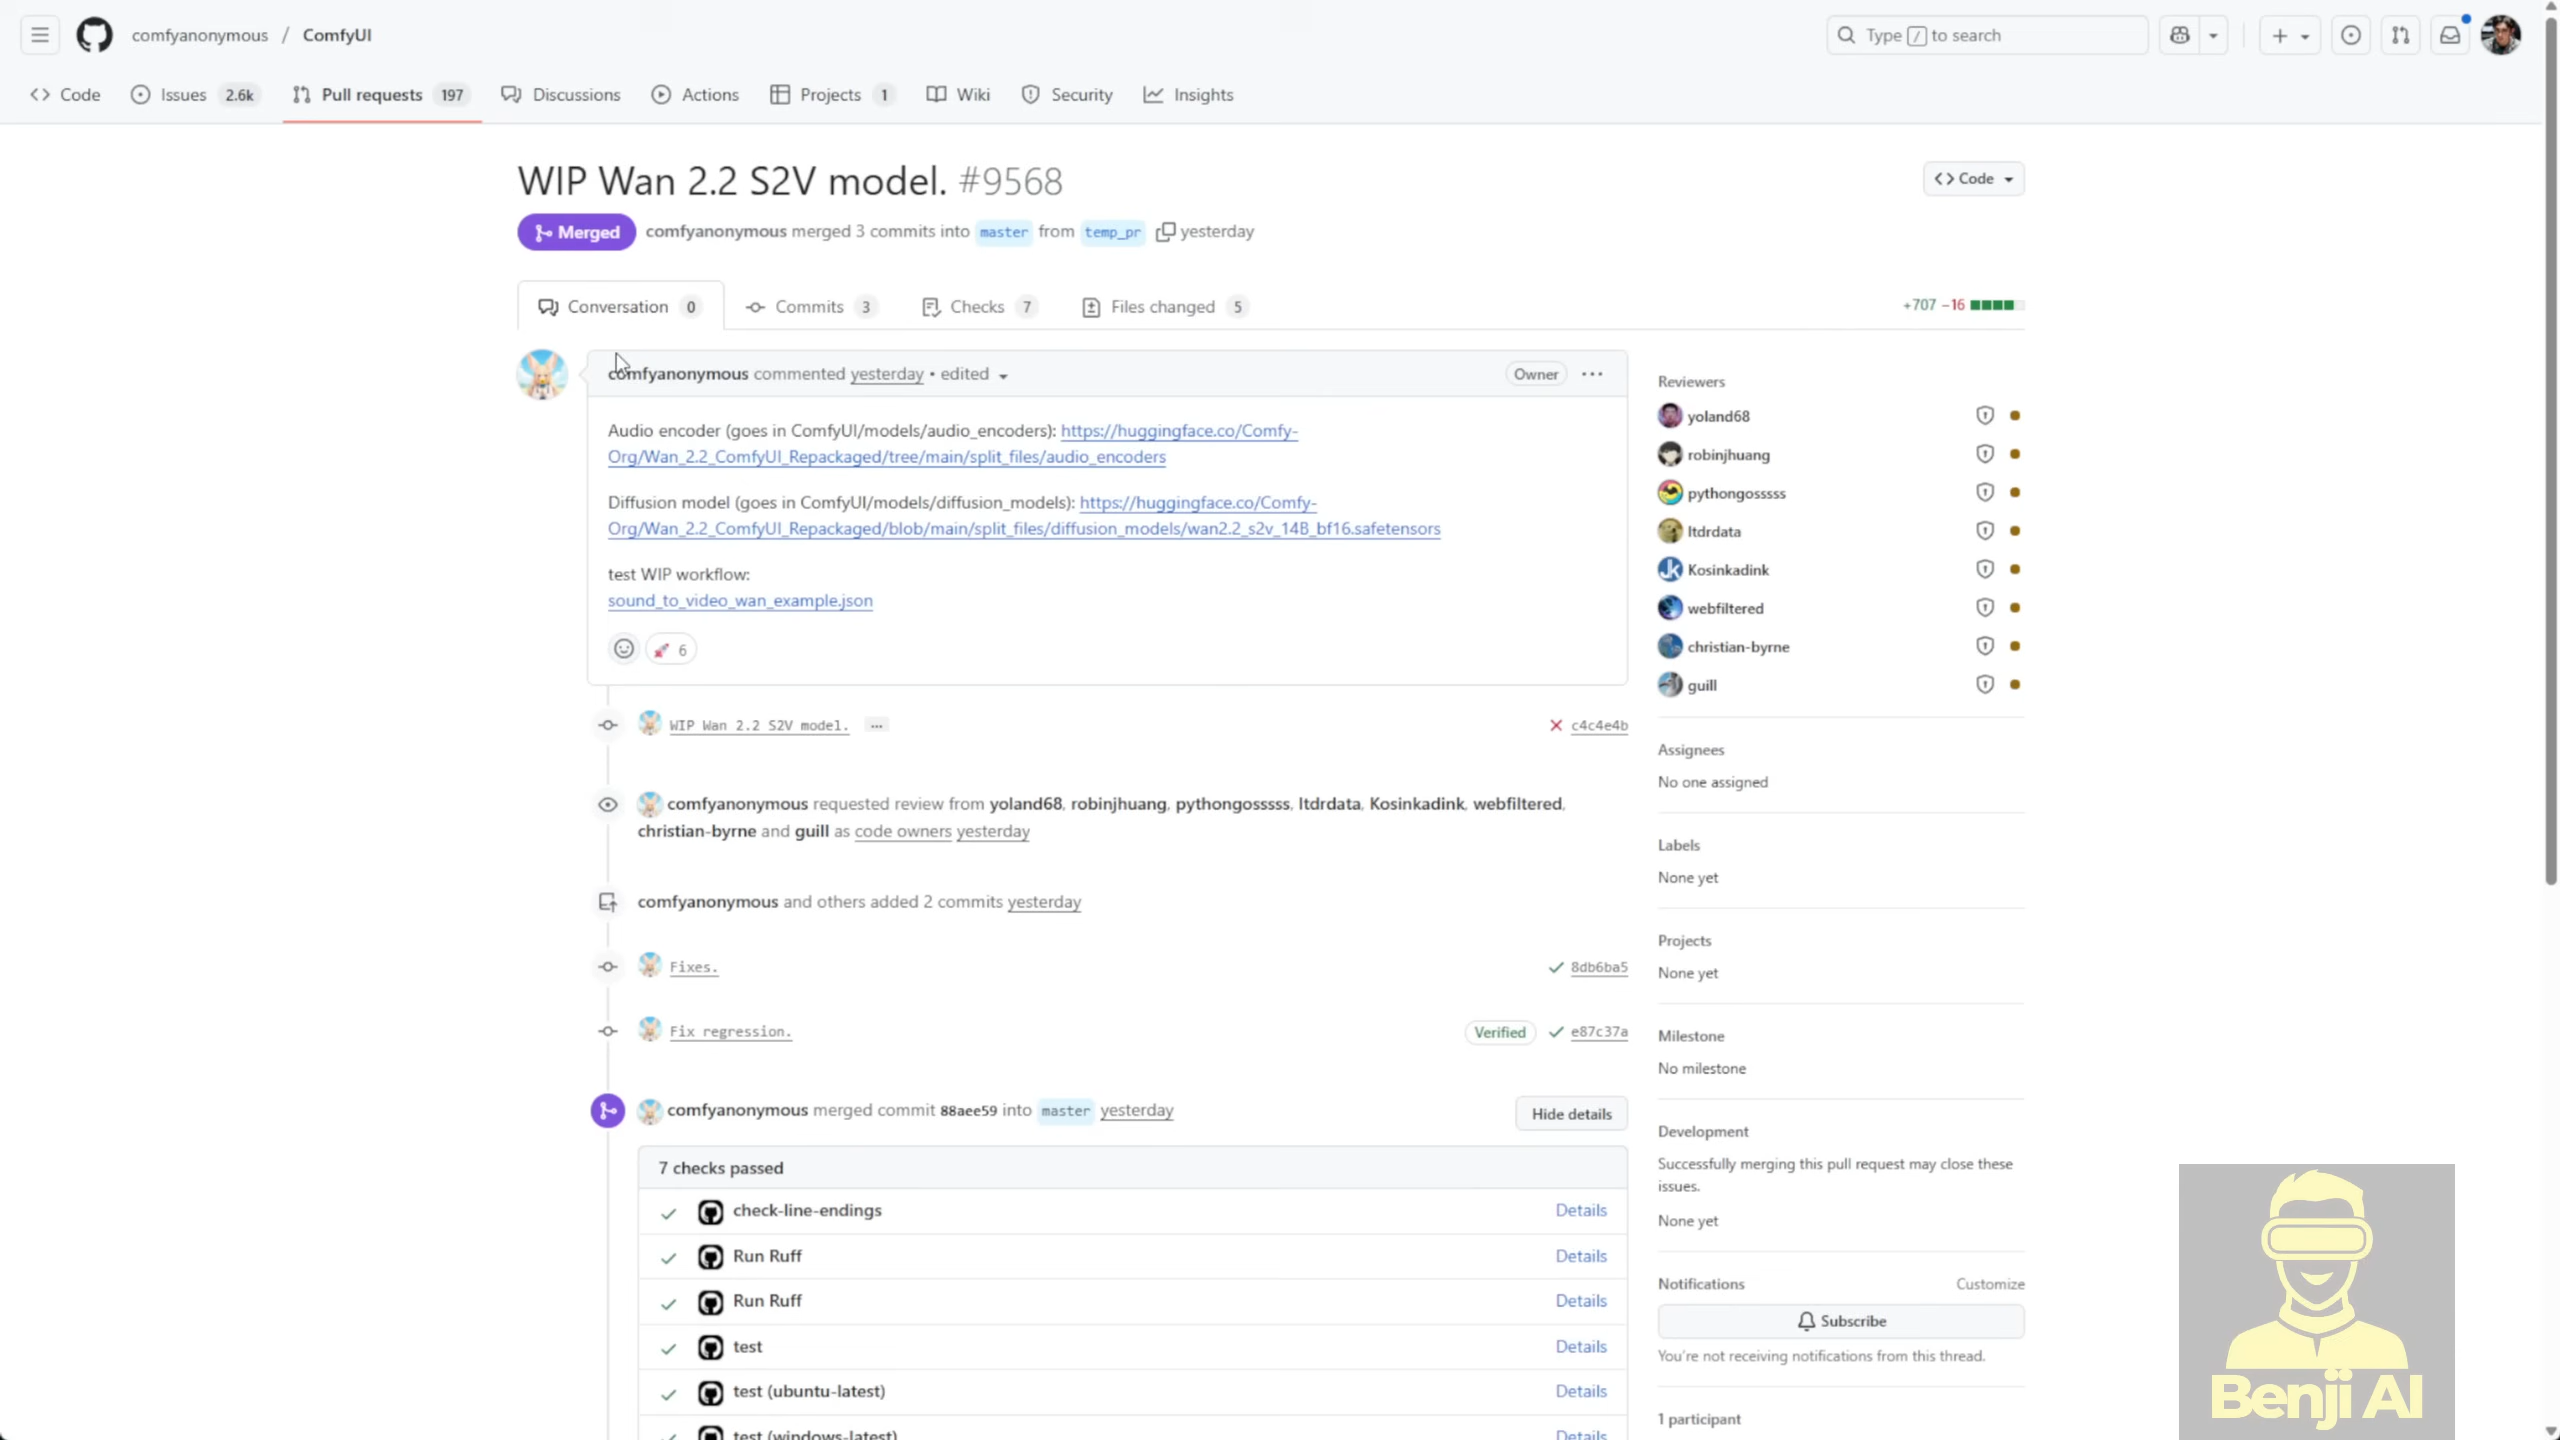 comfyanonymous / ComfyUI
Type / to search
Code
Issues 2.6k
Pull requests 197
Discussions
Actions
Projects 1
Wiki
Security
Insights
WIP Wan 2.2 S2V model. #9568
Code
Merged comfyanonymous merged 3 commits into master from temp_pr yesterday
Conversation 0
Commits 3
Checks 7
Files changed 5
+707 −16
comfyanonymous commented yesterday • edited
Owner
Audio encoder (goes in ComfyUI/models/audio_encoders): https://huggingface.co/Comfy-
Org/Wan_2.2_ComfyUI_Repackaged/tree/main/split_files/audio_encoders
Diffusion model (goes in ComfyUI/models/diffusion_models): https://huggingface.co/Comfy-
Org/Wan_2.2_ComfyUI_Repackaged/blob/main/split_files/diffusion_models/wan2.2_s2v_14B_bf16.safetensors
test WIP workflow:
sound_to_video_wan_example.json
6
WIP Wan 2.2 S2V model. ...
c4c4e4b
comfyanonymous requested review from yoland68, robinjhuang, pythongosssss, ltdrdata, Kosinkadink, webfiltered,
christian-byrne and guill as code owners yesterday
comfyanonymous and others added 2 commits yesterday
Fixes.
8db6ba5
Fix regression.
Verified e87c37a
comfyanonymous merged commit 88aee59 into master yesterday
Hide details
7 checks passed
check-line-endings Details
Run Ruff Details
Run Ruff Details
test Details
test (ubuntu-latest) Details
test (windows-latest) Details
Reviewers
yoland68
robinjhuang
pythongosssss
ltdrdata
Kosinkadink
webfiltered
christian-byrne
guill
Assignees
No one assigned
Labels
None yet
Projects
None yet
Milestone
No milestone
Development
Successfully merging this pull request may close these
issues.
None yet
Notifications Customize
Subscribe
You're not receiving notifications from this thread.
1 participant
Benji AI